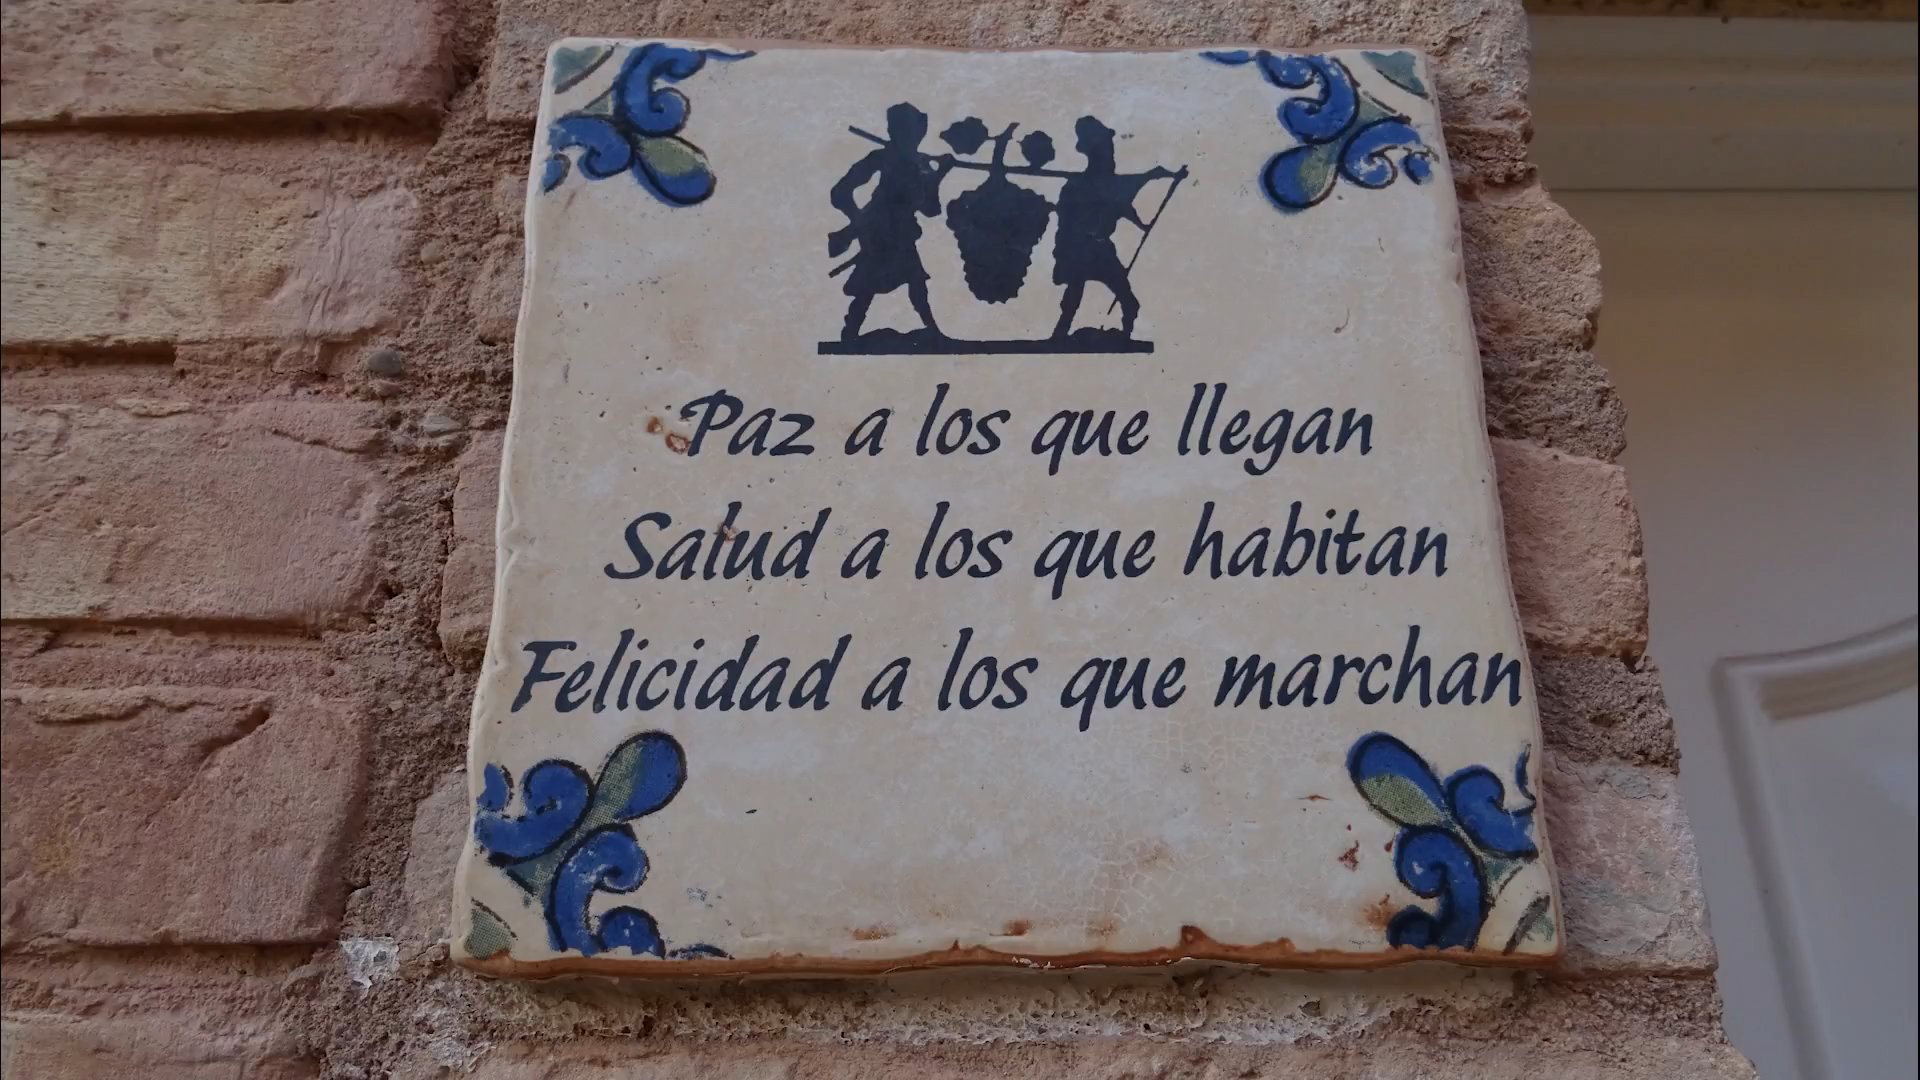 Paz a los que llegan
Salud a los que habitan
Felicidad a los que marchan